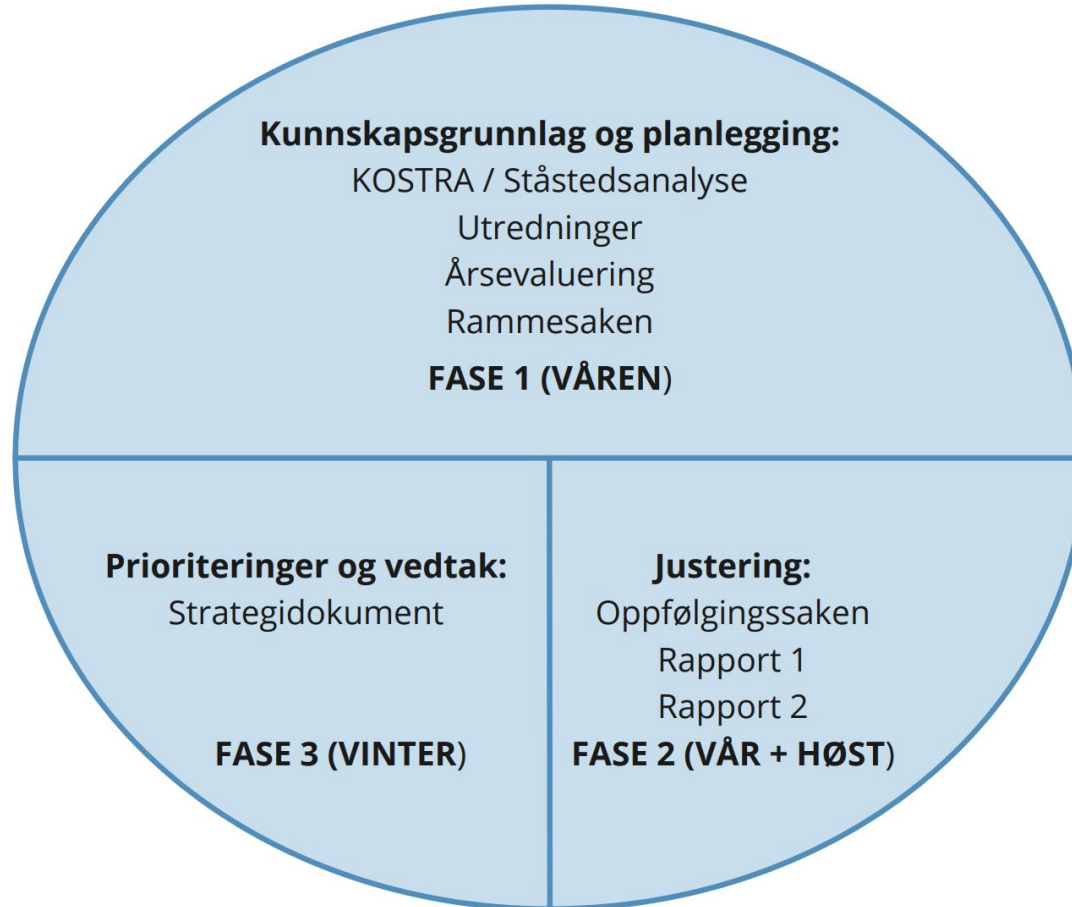 Kunnskapsgrunnlag og planlegging:
KOSTRA / Ståstedsanalyse
Utredninger
Årsevaluering
Rammesaken
FASE 1 (VÅREN)
Prioriteringer og vedtak:
Strategidokument
FASE 3 (VINTER)
Justering:
Oppfølgingssaken
Rapport 1
Rapport 2
FASE 2 (VÅR + HØST)